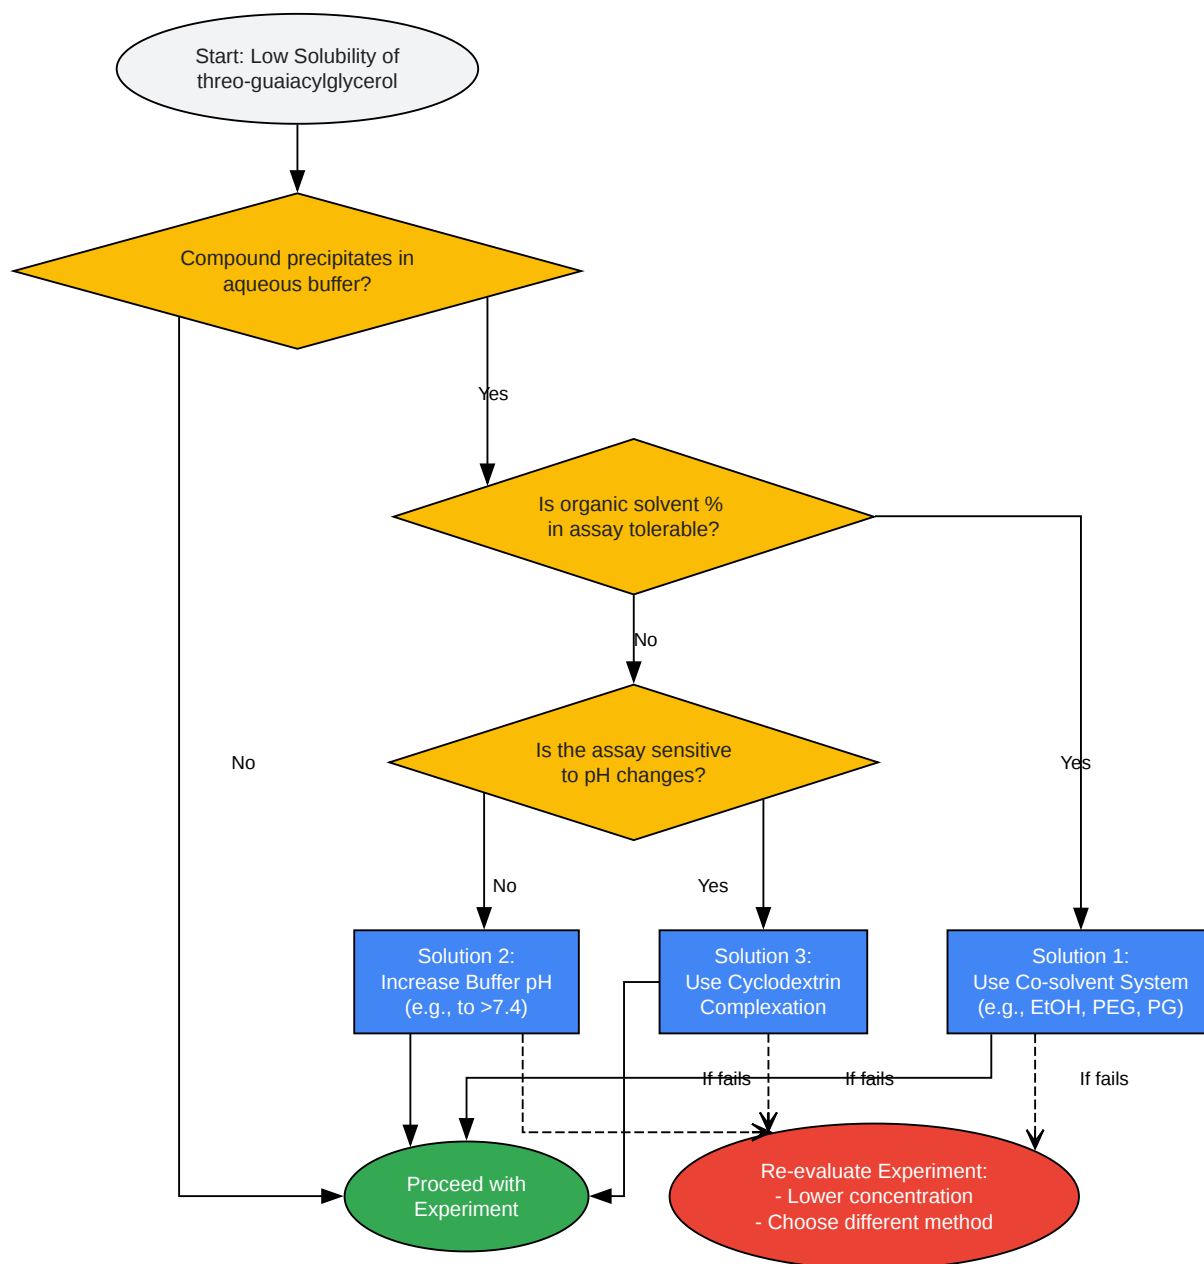 Start: Low Solubility of
threo-guaiacylglycerol
Compound precipitates in
aqueous buffer?
Yes
Is organic solvent %
in assay tolerable?
No
Is the assay sensitive
to pH changes?
No
Yes
No
Yes
Solution 2:
Increase Buffer pH
(e.g., to >7.4)
Solution 3:
Use Cyclodextrin
Complexation
Solution 1:
Use Co-solvent System
(e.g., EtOH, PEG, PG)
If fails
If fails
If fails
Proceed with
Experiment
Re-evaluate Experiment:
- Lower concentration
- Choose different method